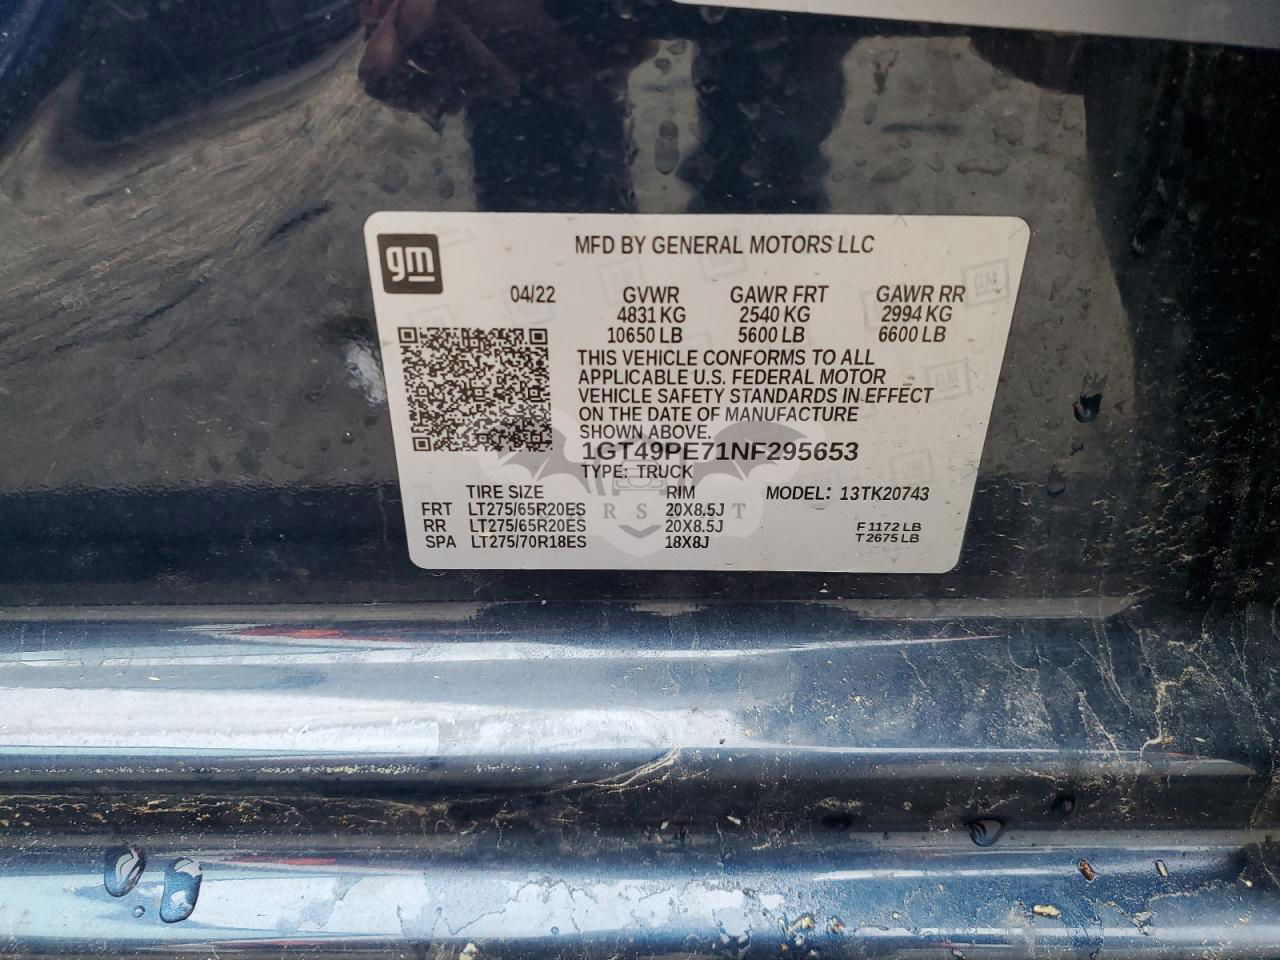 gm
MFD BY GENERAL MOTORS LLC
04/22 GVWR GAWR FRT GAWR RR
4831 KG 2540 KG 2994 KG
10650 LB 5600 LB 6600 LB
THIS VEHICLE CONFORMS TO ALL
APPLICABLE U.S. FEDERAL MOTOR
VEHICLE SAFETY STANDARDS IN EFFECT
ON THE DATE OF MANUFACTURE
SHOWN ABOVE.
1GT49PE71NF295653
TYPE: TRUCK
TIRE SIZE RIM MODEL: 13TK20743
FRT LT275/65R20ES 20X8.5J
RR LT275/65R20ES 20X8.5J F 1172 LB
SPA LT275/70R18ES 18X8J T 2675 LB